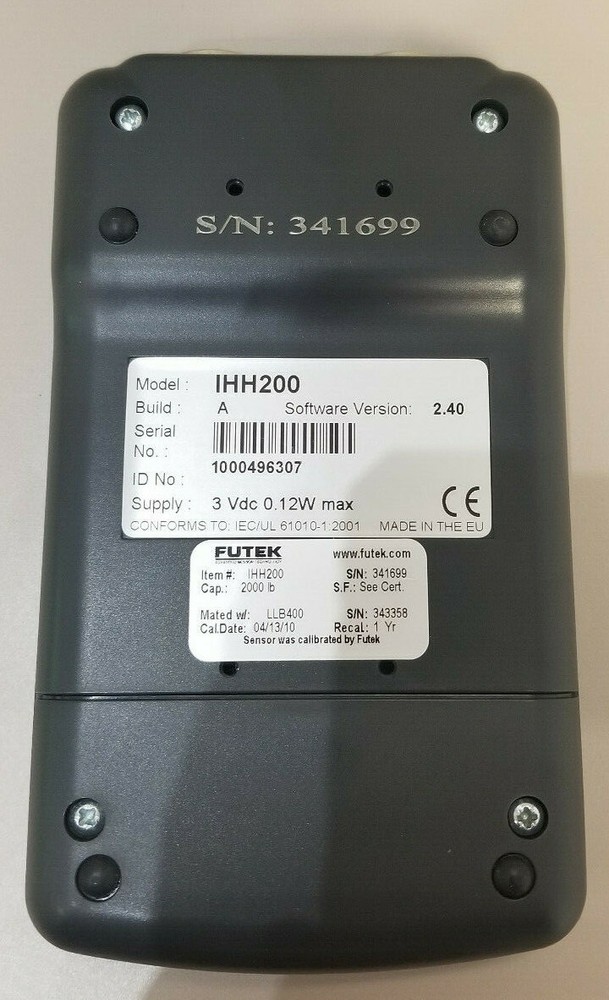 S/N: 341699
Model : IHH200
Build : A Software Version: 2.40
Serial
No. :
1000496307
ID No :
Supply : 3 Vdc 0.12W max
CONFORMS TO: IEC/UL 61010-1:2001 MADE IN THE EU
CE
FUTEK www.futek.com
Item #: IHH200 S/N: 341699
Cap.: 2000 lb S.F.: See Cert.
Mated w/: LLB400 S/N: 343358
Cal.Date: 04/13/10 Recal.: 1 Yr
Sensor was calibrated by Futek